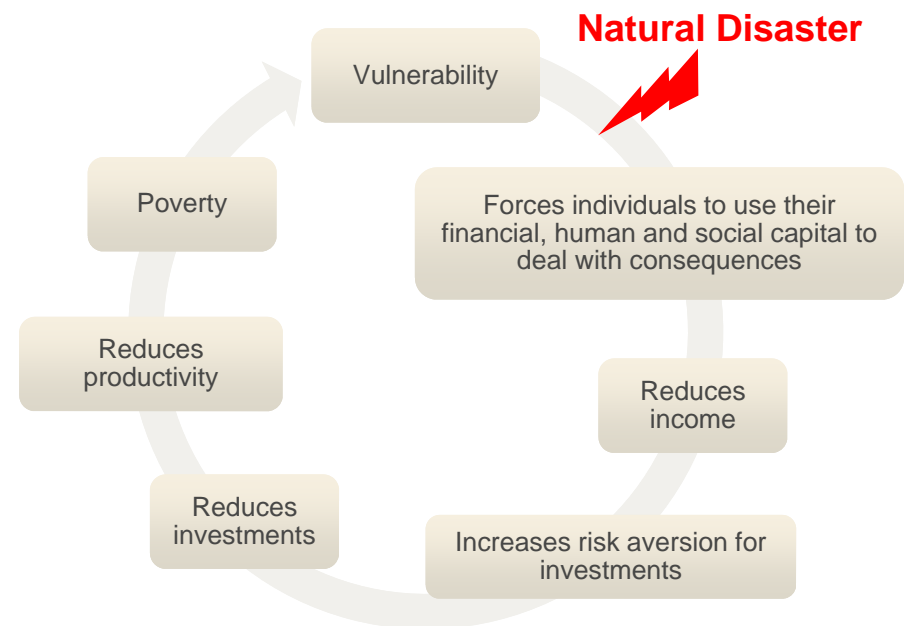 Natural Disaster
Vulnerability
Forces individuals to use their
financial, human and social capital to
deal with consequences
Reduces
income
Increases risk aversion for
investments
Reduces
investments
Reduces
productivity
Poverty